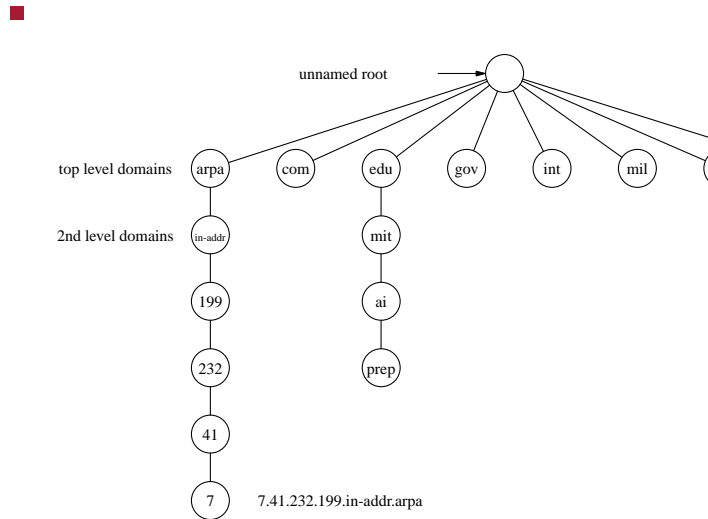 unnamed root
top level domains arpa com edu gov int mil
2nd level domains in-addr mit
199 ai
232 prep
41
7 7.41.232.199.in-addr.arpa